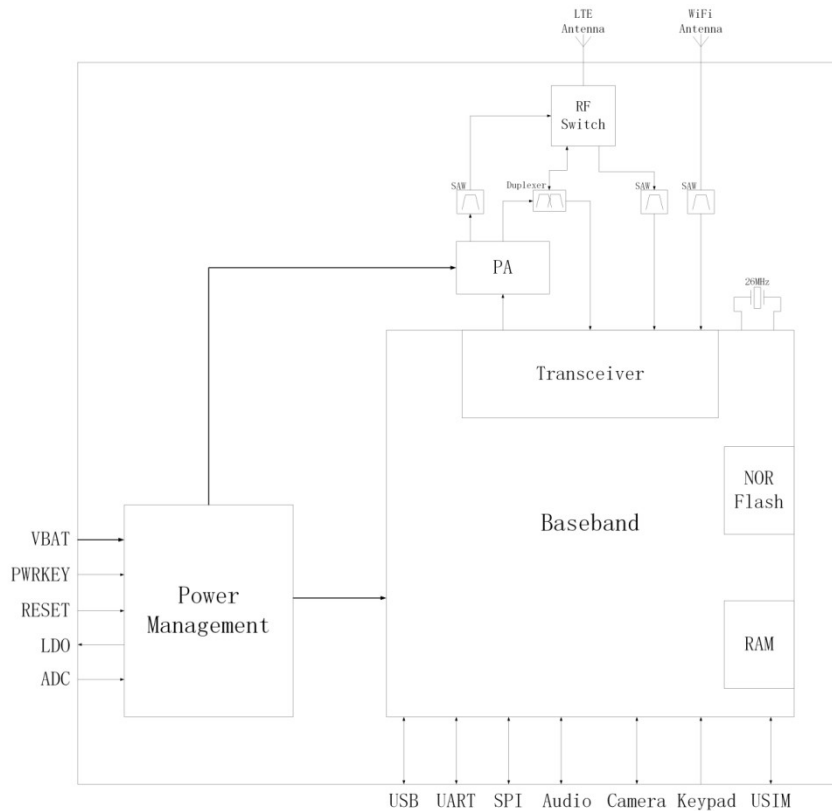 LTE
Antenna
WiFi
Antenna
RF
Switch
SAW
Duplexer
SAW
SAW
PA
26MHz
Transceiver
NOR
Flash
Baseband
VBAT
PWRKEY
RESET
LDO
ADC
Power
Management
RAM
USB
UART
SPI
Audio
Camera
Keypad
USIM